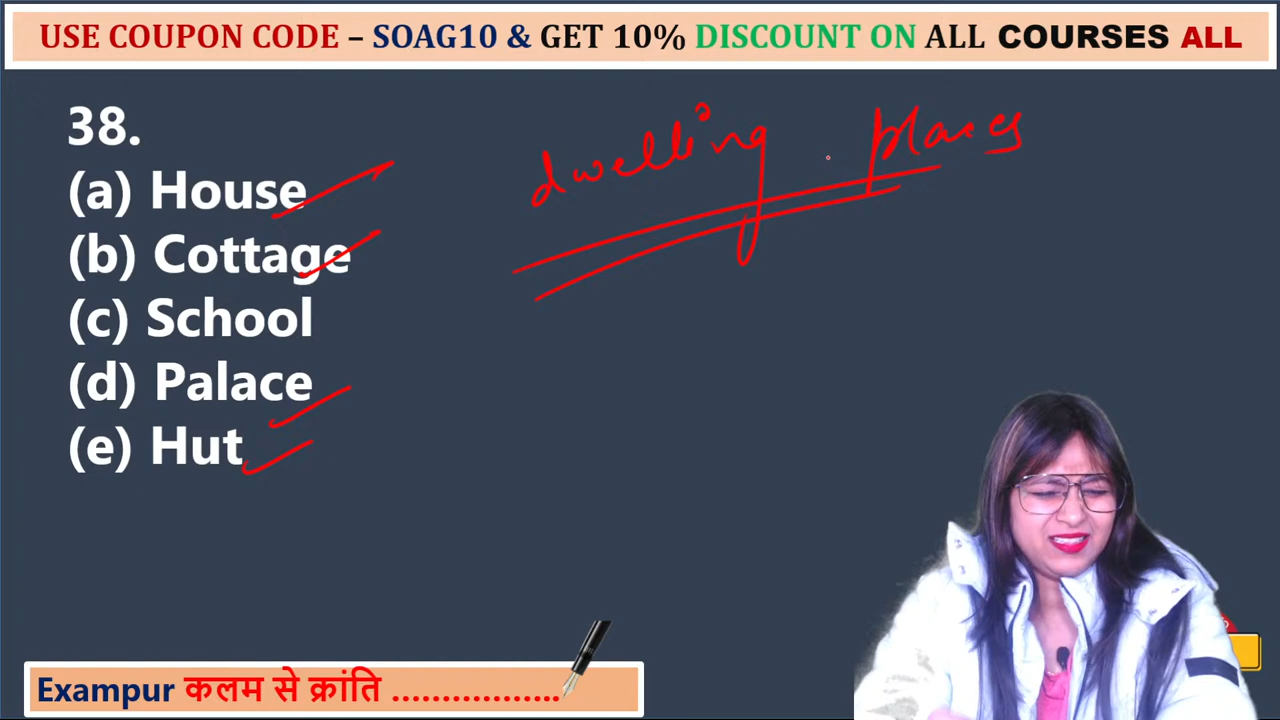 USE COUPON CODE – SOAG10 & GET 10% DISCOUNT ON ALL COURSES ALL
38.
dwelling places
(a) House
(b) Cottage
(c) School
(d) Palace
(e) Hut
Exampur कलम से क्रांति ......................